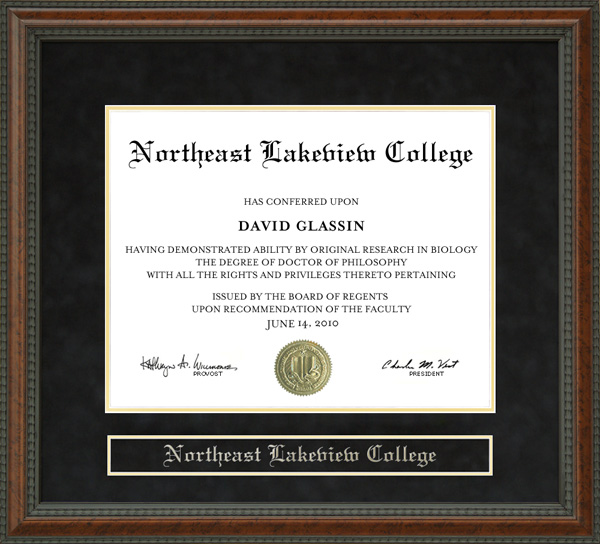 Northeast Lakeview College
HAS CONFERRED UPON
DAVID GLASSIN
HAVING DEMONSTRATED ABILITY BY ORIGINAL RESEARCH IN BIOLOGY
THE DEGREE OF DOCTOR OF PHILOSOPHY
WITH ALL THE RIGHTS AND PRIVILEGES THERETO PERTAINING
ISSUED BY THE BOARD OF REGENTS
UPON RECOMMENDATION OF THE FACULTY
JUNE 14, 2010
Charles M. Vest
PROVOST PRESIDENT
Northeast Lakeview College